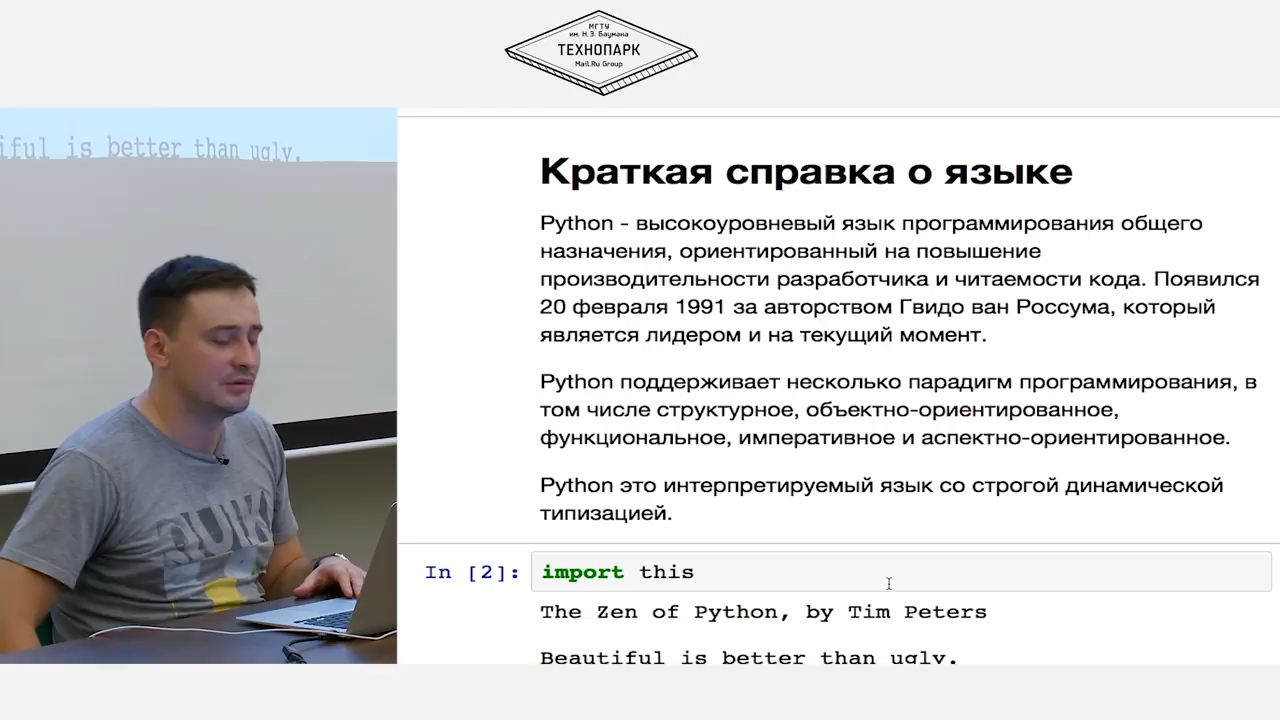 МГТУ
им. Н.Э. Баумана
ТЕХНОПАРК
Mail.Ru Group
is better than ugly.
Краткая справка о языке
Python - высокоуровневый язык программирования общего
назначения, ориентированный на повышение
производительности разработчика и читаемости кода. Появился
20 февраля 1991 за авторством Гвидо ван Россума, который
является лидером и на текущий момент.
Python поддерживает несколько парадигм программирования, в
том числе структурное, объектно-ориентированное,
функциональное, императивное и аспектно-ориентированное.
Python это интерпретируемый язык со строгой динамической
типизацией.
In [2]: import this
The Zen of Python, by Tim Peters
Beautiful is better than ugly.